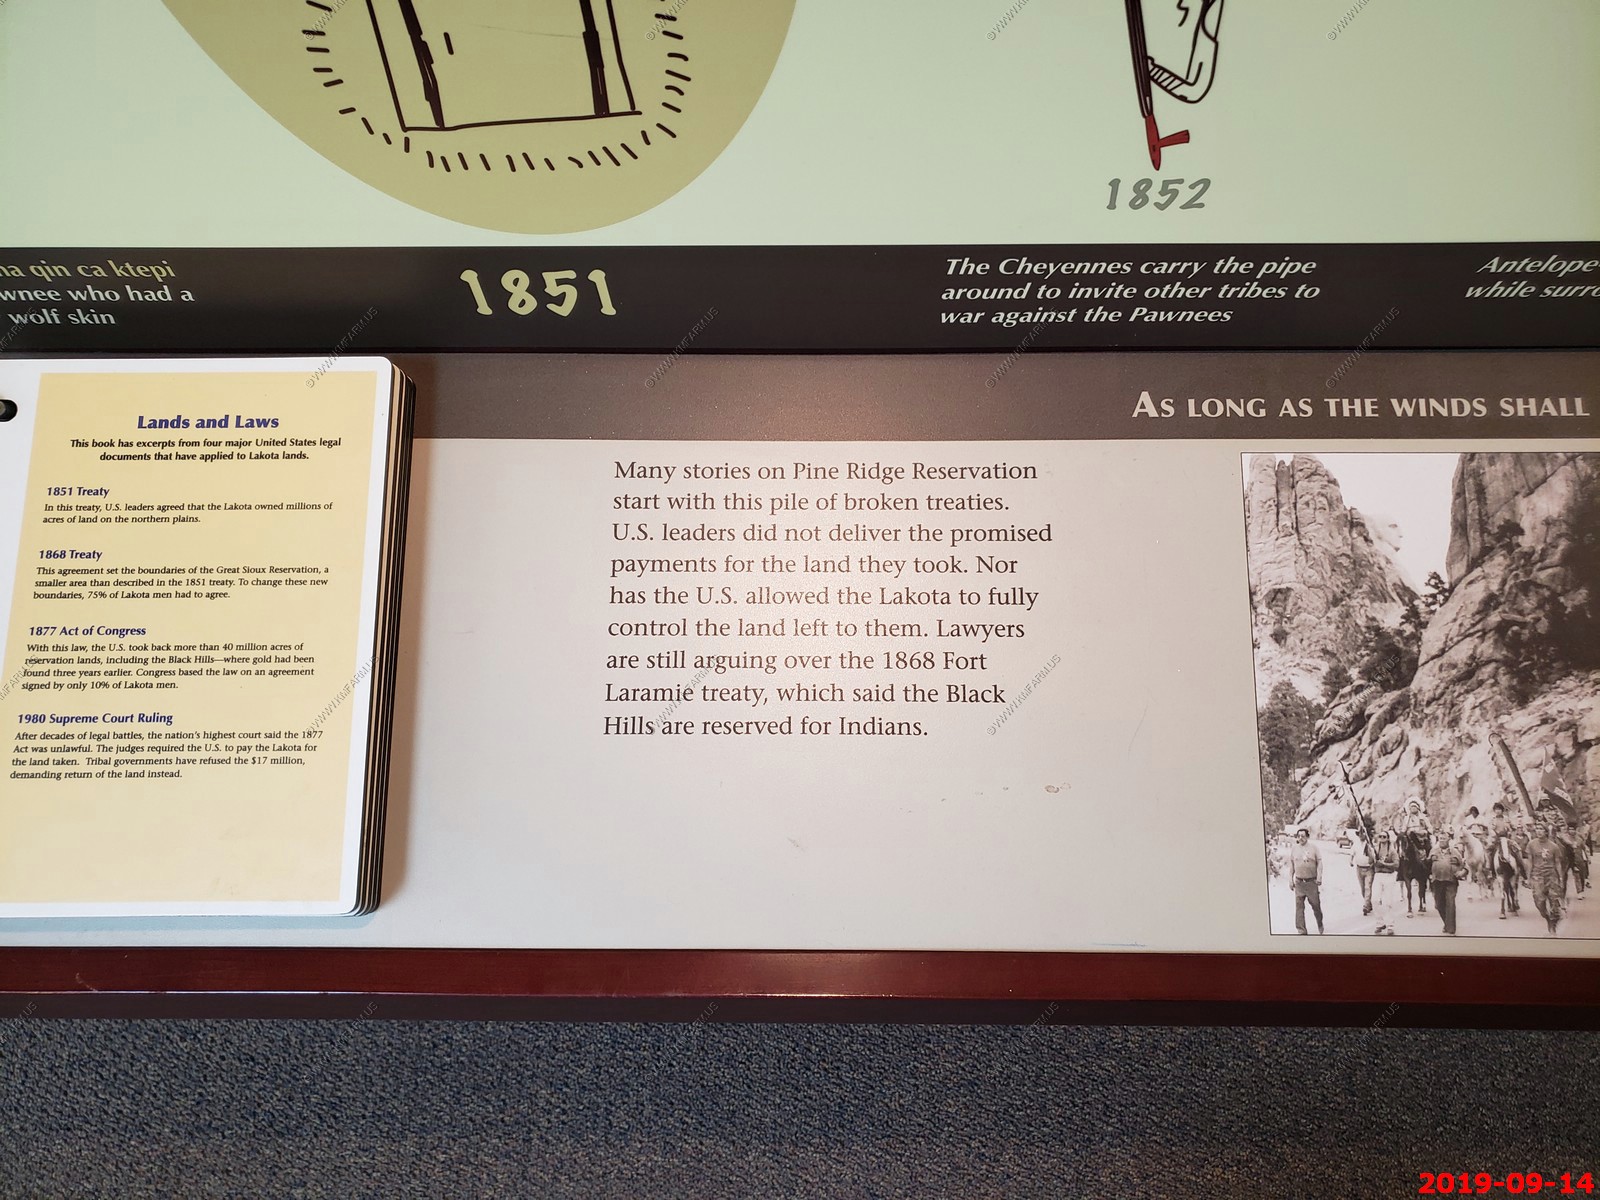 1852
na qin ca ktepi
wnee who had a
wolf skin
1851
The Cheyennes carry the pipe
around to invite other tribes to
war against the Pawnees
Antelope
while surro
Lands and Laws
This book has excerpts from four major United States legal
documents that have applied to Lakota lands.
1851 Treaty
In this treaty, U.S. leaders agreed that the Lakota owned millions of
acres of land on the northern plains.
1868 Treaty
This agreement set the boundaries of the Great Sioux Reservation, a
smaller area than described in the 1851 treaty. To change these new
boundaries, 75% of Lakota men had to agree.
1877 Act of Congress
With this law, the U.S. took back more than 40 million acres of
reservation lands, including the Black Hills—where gold had been
found three years earlier. Congress based the law on an agreement
signed by only 10% of Lakota men.
1980 Supreme Court Ruling
After decades of legal battles, the nation's highest court said the 1877
Act was unlawful. The judges required the U.S. to pay the Lakota for
the land taken. Tribal governments have refused the $17 million,
demanding return of the land instead.
AS LONG AS THE WINDS SHALL
Many stories on Pine Ridge Reservation
start with this pile of broken treaties.
U.S. leaders did not deliver the promised
payments for the land they took. Nor
has the U.S. allowed the Lakota to fully
control the land left to them. Lawyers
are still arguing over the 1868 Fort
Laramie treaty, which said the Black
Hills are reserved for Indians.
©WWW.KMFARM.US
2019-09-14